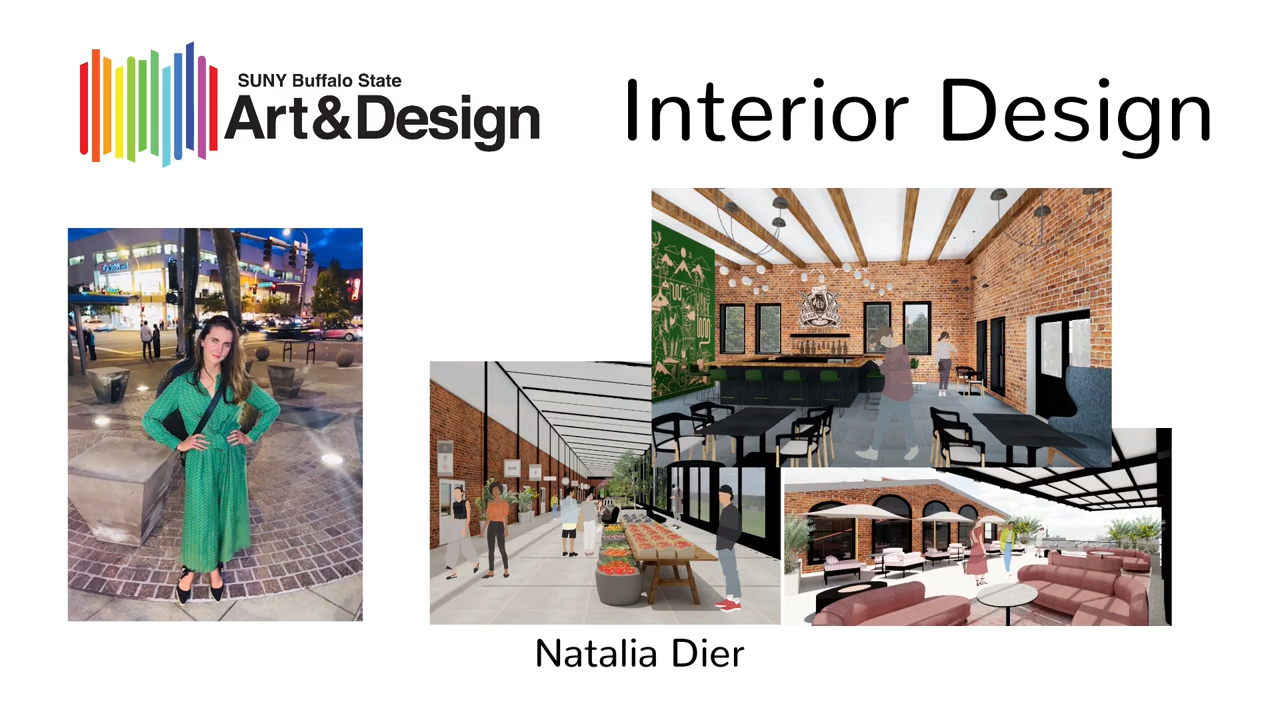 SUNY Buffalo State
Art&Design
Interior Design
Natalia Dier